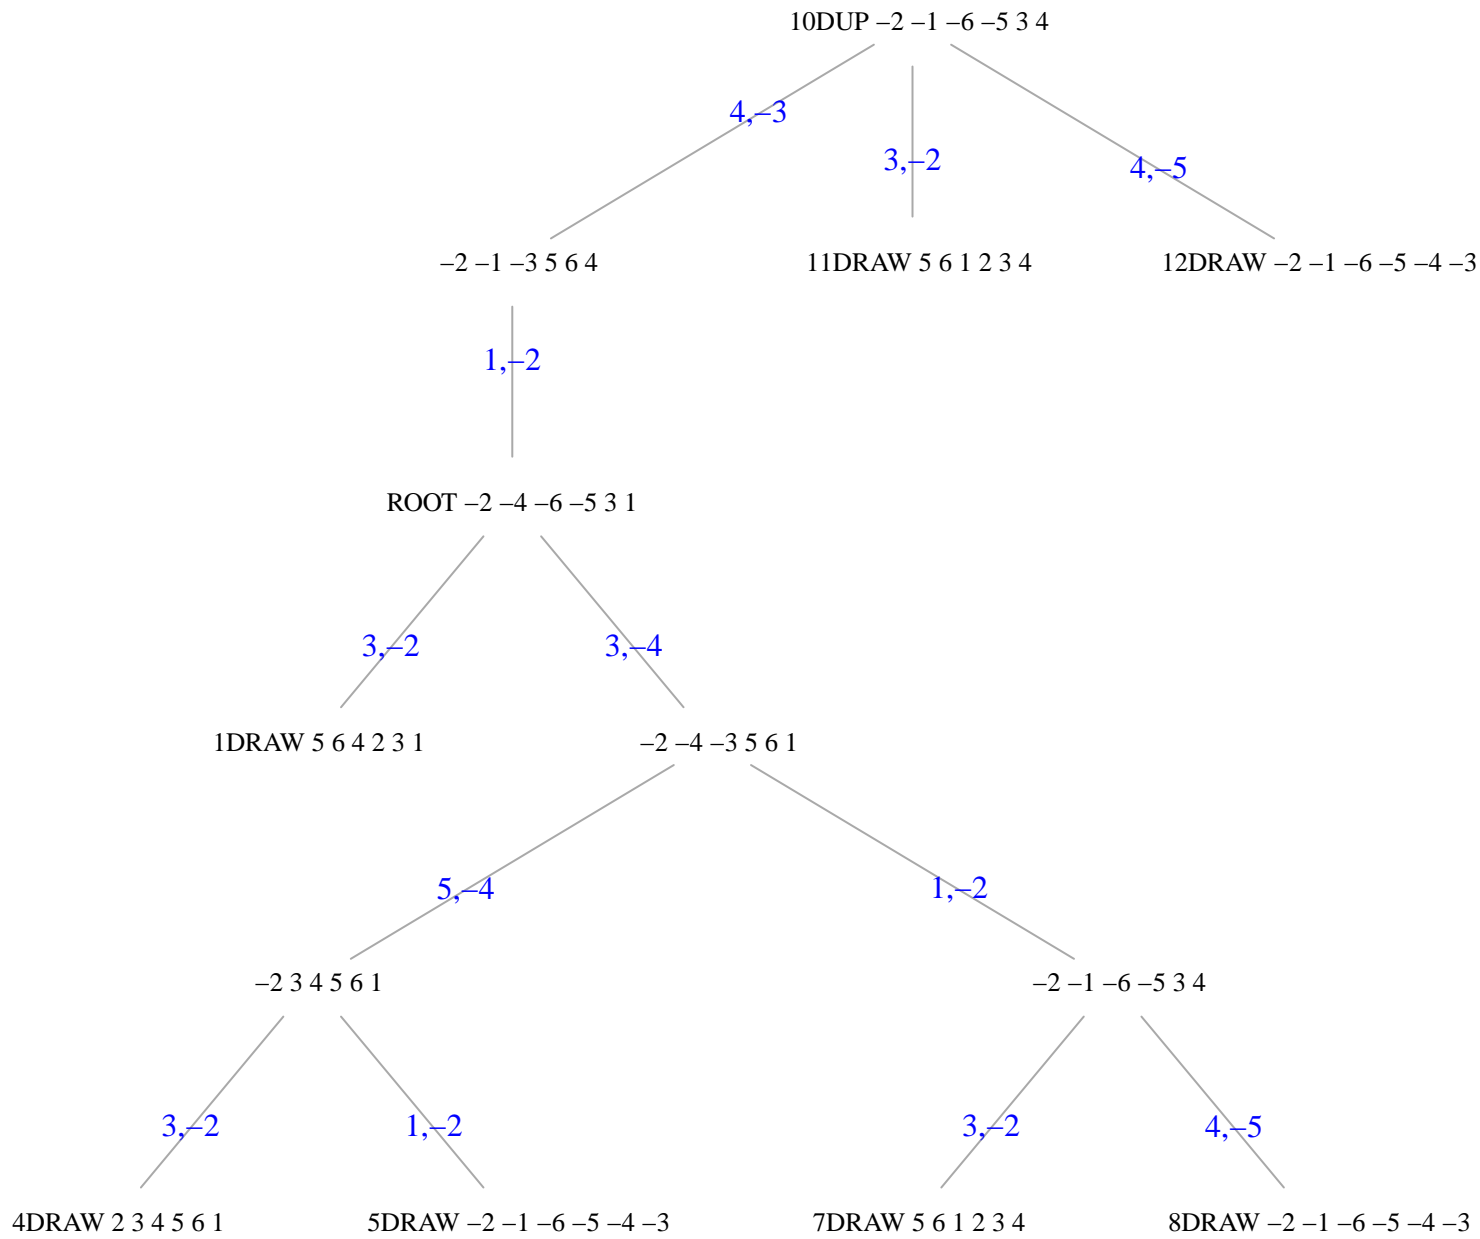 10DUP –2 –1 –6 –5 3 4
4,–3
3,–2
4,–5
–2 –1 –3 5 6 4
11DRAW 5 6 1 2 3 4
12DRAW –2 –1 –6 –5 –4 –3
1,–2
ROOT –2 –4 –6 –5 3 1
3,–2
3,–4
1DRAW 5 6 4 2 3 1
–2 –4 –3 5 6 1
5,–4
1,–2
–2 3 4 5 6 1
–2 –1 –6 –5 3 4
3,–2
1,–2
3,–2
4,–5
4DRAW 2 3 4 5 6 1
5DRAW –2 –1 –6 –5 –4 –3
7DRAW 5 6 1 2 3 4
8DRAW –2 –1 –6 –5 –4 –3